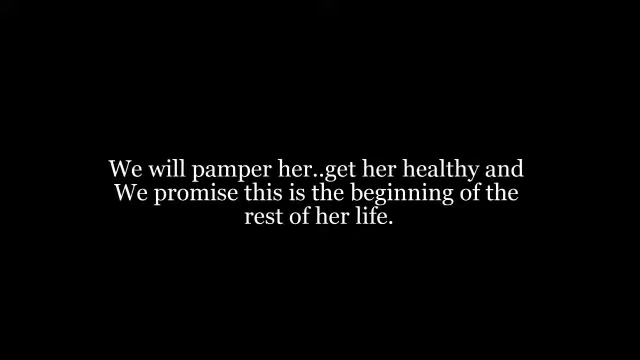 We will pamper her..get her healthy and
We promise this is the beginning of the
rest of her life.